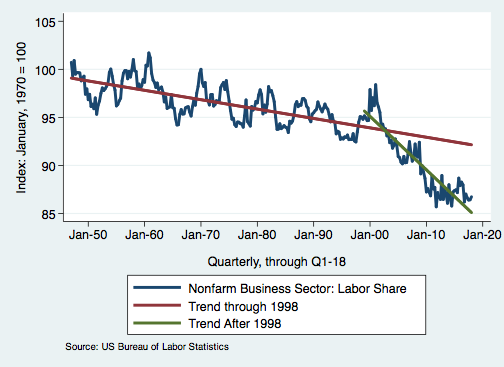 Index: January, 1970 = 100
105
100
95
90
85
Jan-50 Jan-60 Jan-70 Jan-80 Jan-90 Jan-00 Jan-10 Jan-20
Quarterly, through Q1-18
Nonfarm Business Sector: Labor Share
Trend through 1998
Trend After 1998
Source: US Bureau of Labor Statistics